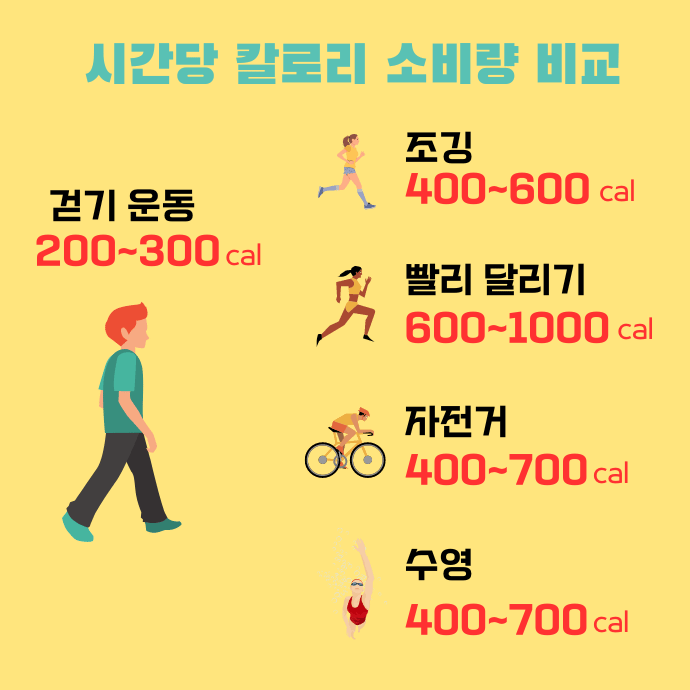 시간당 칼로리 소비량 비교
걷기 운동
200~300 cal
조깅
400~600 cal
빨리 달리기
600~1000 cal
자전거
400~700 cal
수영
400~700 cal